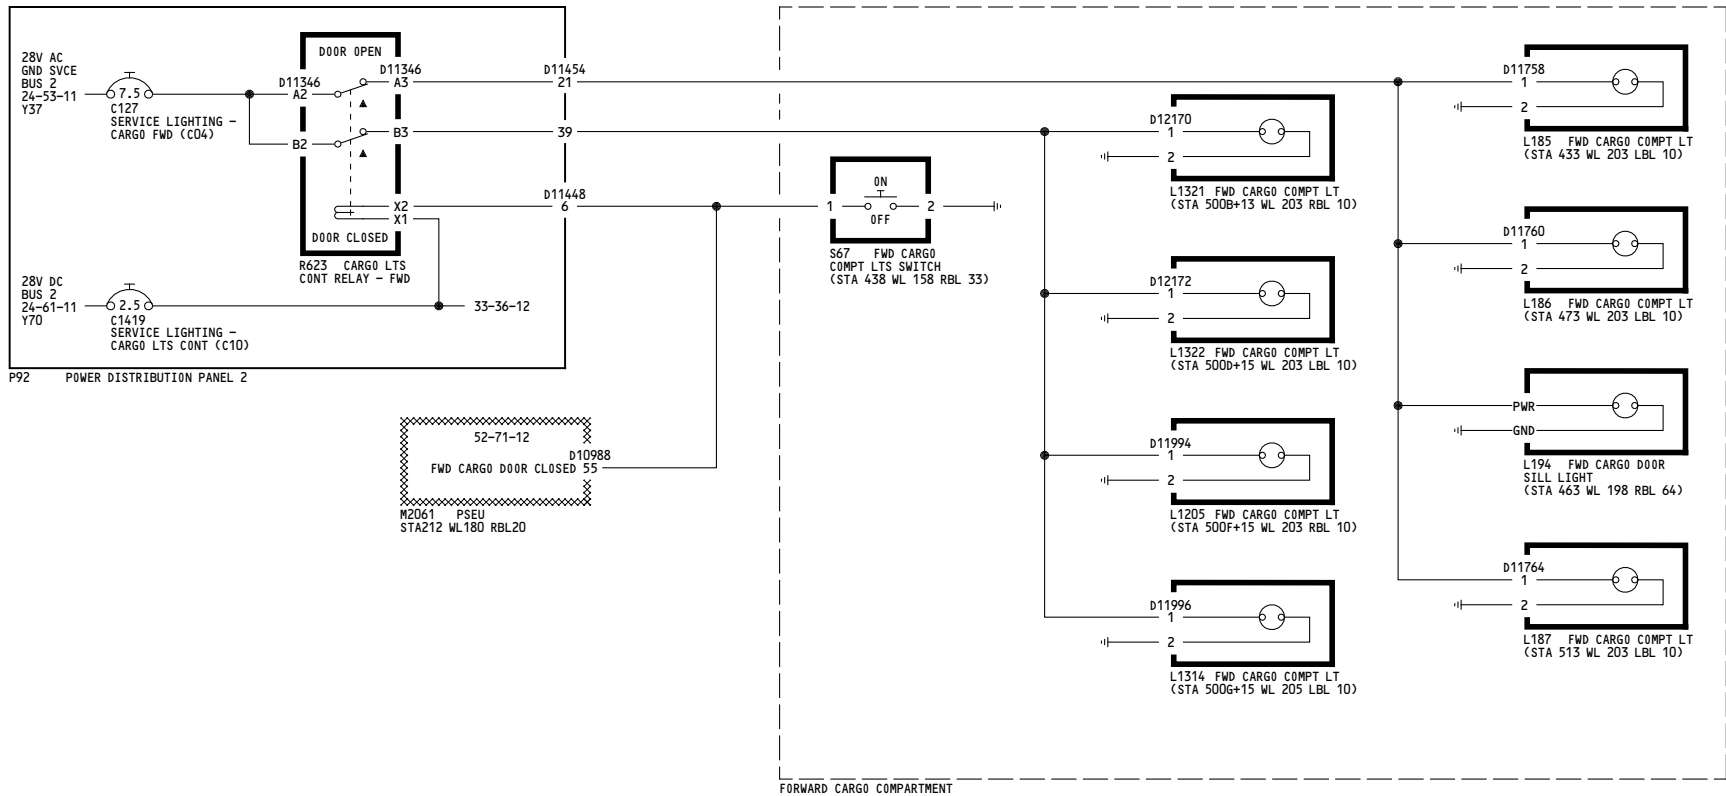 28V AC
GND SVCE
BUS 2
24-53-11
Y37
7.5
C127
SERVICE LIGHTING -
CARGO FWD (C04)
DOOR OPEN
D11346
A2
D11346
A3
B2
B3
X2
X1
DOOR CLOSED
R623 CARGO LTS
CONT RELAY - FWD
D11454
21
39
D11448
6
28V DC
BUS 2
24-61-11
Y70
2.5
C1419
SERVICE LIGHTING -
CARGO LTS CONT (C10)
33-36-12
P92 POWER DISTRIBUTION PANEL 2
52-71-12
D10988
FWD CARGO DOOR CLOSED 55
M2061 PSEU
STA212 WL180 RBL20
1
ON
OFF
2
S67 FWD CARGO
COMPT LTS SWITCH
(STA 438 WL 158 RBL 33)
D12170
1
2
L1321 FWD CARGO COMPT LT
(STA 500B+13 WL 203 RBL 10)
D12172
1
2
L1322 FWD CARGO COMPT LT
(STA 500D+15 WL 203 LBL 10)
D11994
1
2
L1205 FWD CARGO COMPT LT
(STA 500F+15 WL 203 RBL 10)
D11996
1
2
L1314 FWD CARGO COMPT LT
(STA 500G+15 WL 205 LBL 10)
D11758
1
2
L185 FWD CARGO COMPT LT
(STA 433 WL 203 LBL 10)
D11760
1
2
L186 FWD CARGO COMPT LT
(STA 473 WL 203 LBL 10)
PWR
GND
L194 FWD CARGO DOOR
SILL LIGHT
(STA 463 WL 198 RBL 64)
D11764
1
2
L187 FWD CARGO COMPT LT
(STA 513 WL 203 LBL 10)
FORWARD CARGO COMPARTMENT